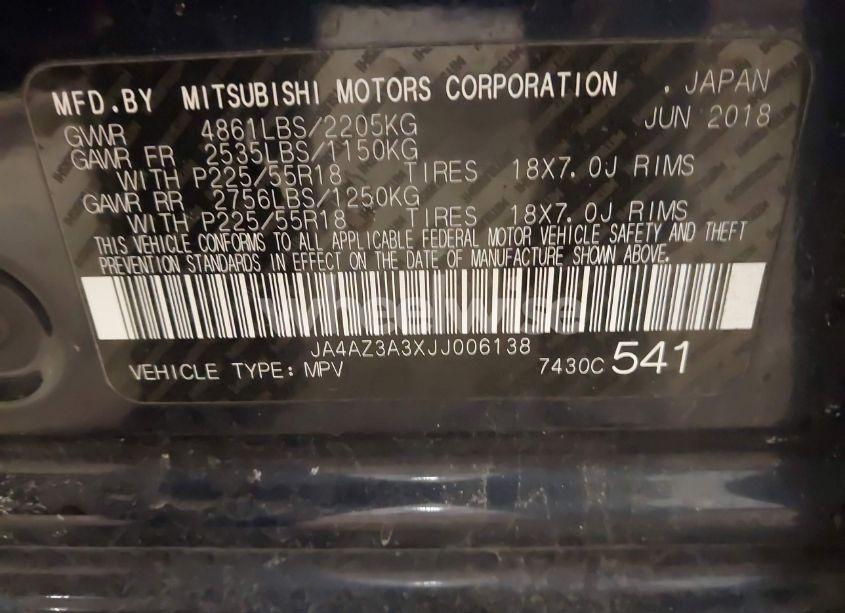 MFD.BY MITSUBISHI MOTORS CORPORATION . JAPAN
JUN 2018
GVWR 4861LBS/2205KG
GAWR FR 2535LBS/1150KG
WITH P225/55R18 TIRES 18X7.0J RIMS
GAWR RR 2756LBS/1250KG
WITH P225/55R18 TIRES 18X7.0J RIMS
THIS VEHICLE CONFORMS TO ALL APPLICABLE FEDERAL MOTOR VEHICLE SAFETY AND THEFT
PREVENTION STANDARDS IN EFFECT ON THE DATE OF MANUFACTURE SHOWN ABOVE.
WheelWise
JA4AZ3A3XJJ006138
VEHICLE TYPE: MPV 7430C 541